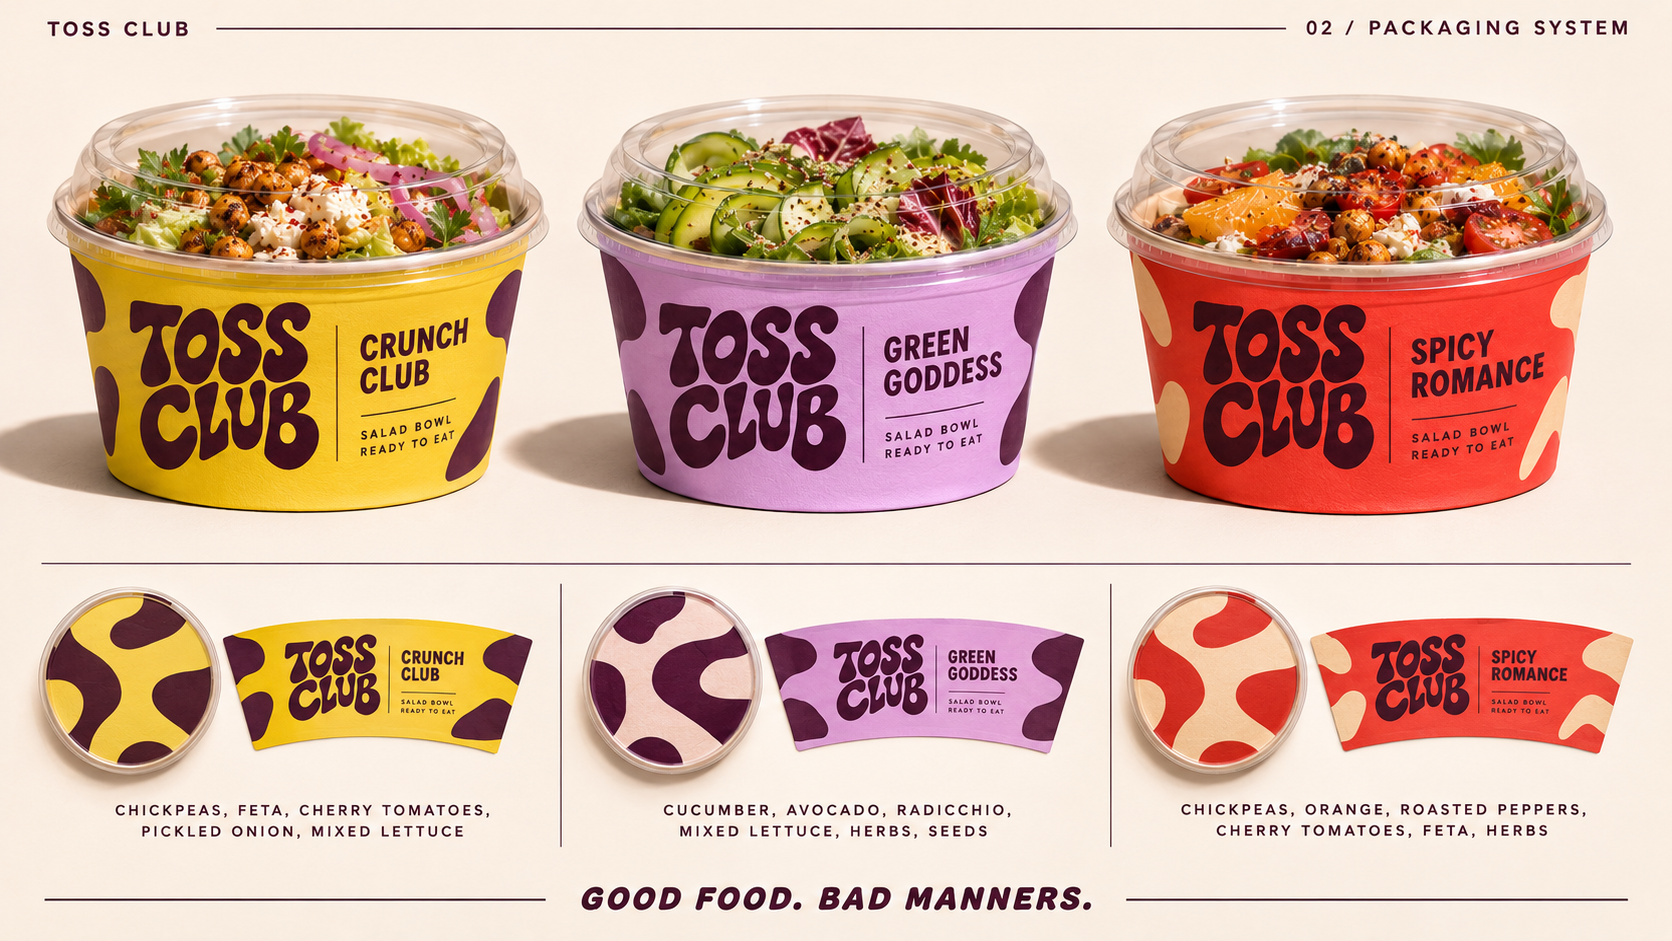 TOSS CLUB
02 / PACKAGING SYSTEM
TOSS
CLUB
CRUNCH
CLUB
SALAD BOWL
READY TO EAT
TOSS
CLUB
GREEN
GODDESS
SALAD BOWL
READY TO EAT
TOSS
CLUB
SPICY
ROMANCE
SALAD BOWL
READY TO EAT
TOSS
CLUB
CRUNCH
CLUB
SALAD BOWL
READY TO EAT
TOSS
CLUB
GREEN
GODDESS
SALAD BOWL
READY TO EAT
TOSS
CLUB
SPICY
ROMANCE
SALAD BOWL
READY TO EAT
CHICKPEAS, FETA, CHERRY TOMATOES,
PICKLED ONION, MIXED LETTUCE
CUCUMBER, AVOCADO, RADICCHIO,
MIXED LETTUCE, HERBS, SEEDS
CHICKPEAS, ORANGE, ROASTED PEPPERS,
CHERRY TOMATOES, FETA, HERBS
GOOD FOOD. BAD MANNERS.